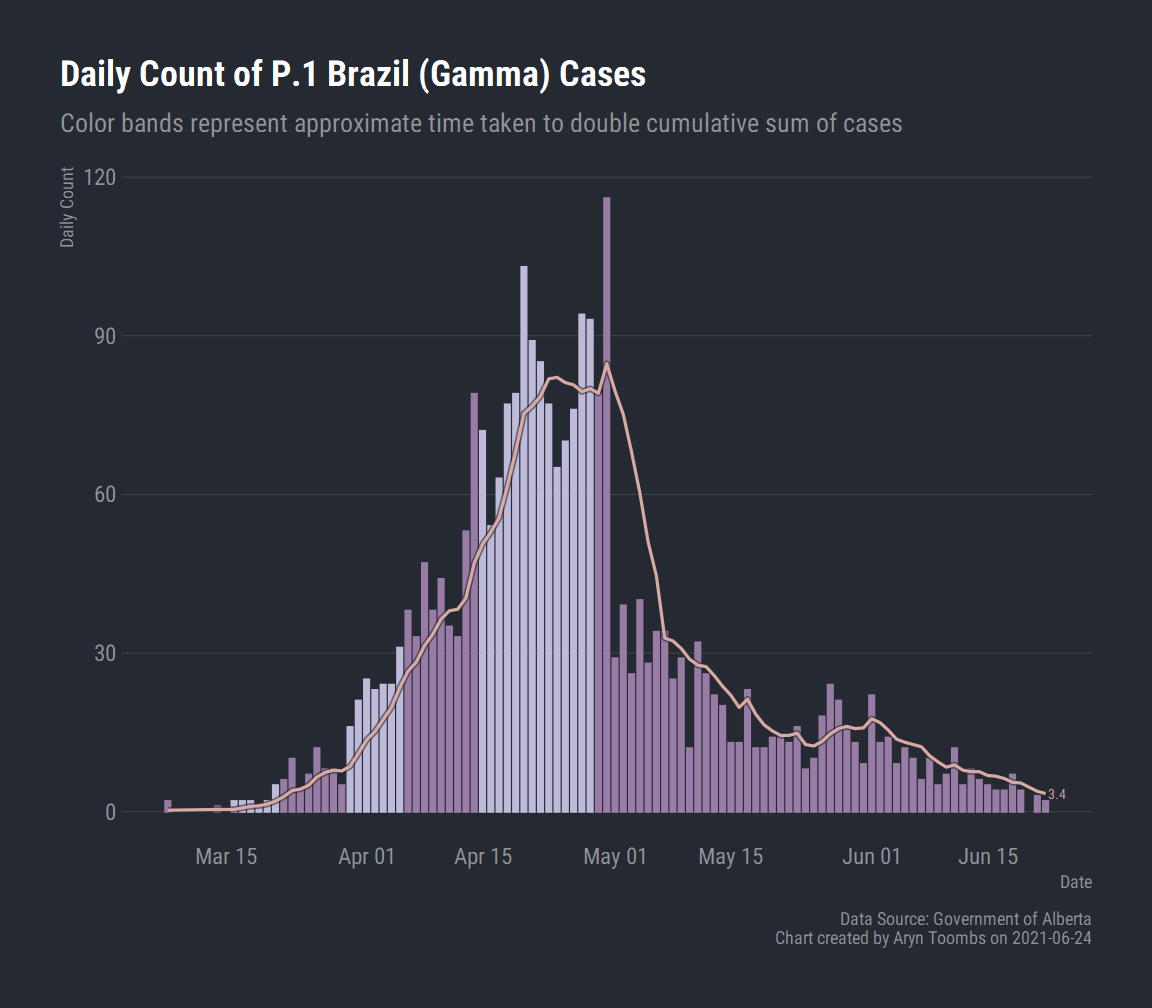 Daily Count of P.1 Brazil (Gamma) Cases
Color bands represent approximate time taken to double cumulative sum of cases
Daily Count
120
90
60
30
0
3.4
Mar 15 Apr 01 Apr 15 May 01 May 15 Jun 01 Jun 15
Date
Data Source: Government of Alberta
Chart created by Aryn Toombs on 2021-06-24